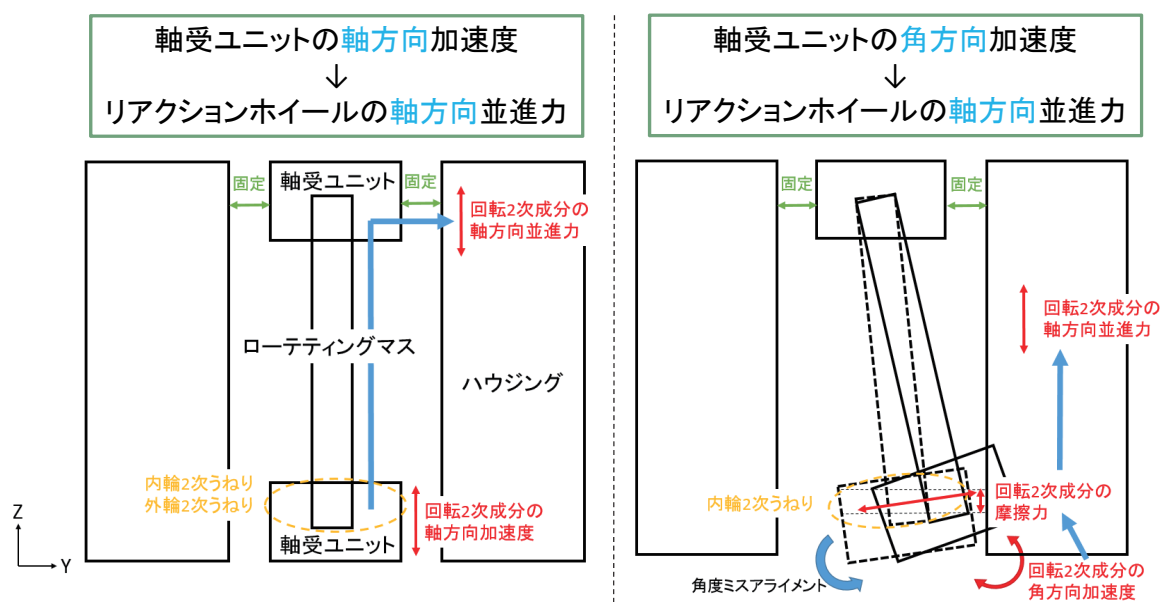 軸受ユニットの軸方向加速度
↓
リアクションホイールの軸方向並進力
固定
軸受ユニット
固定
回転2次成分の
軸方向並進力
ローテティングマス
ハウジング
内輪2次うねり
外輪2次うねり
回転2次成分の
軸方向加速度
軸受ユニット
Z
Y
軸受ユニットの角方向加速度
↓
リアクションホイールの軸方向並進力
固定
固定
回転2次成分の
軸方向並進力
内輪2次うねり
回転2次成分の
摩擦力
角度ミスアライメント
回転2次成分の
角方向加速度